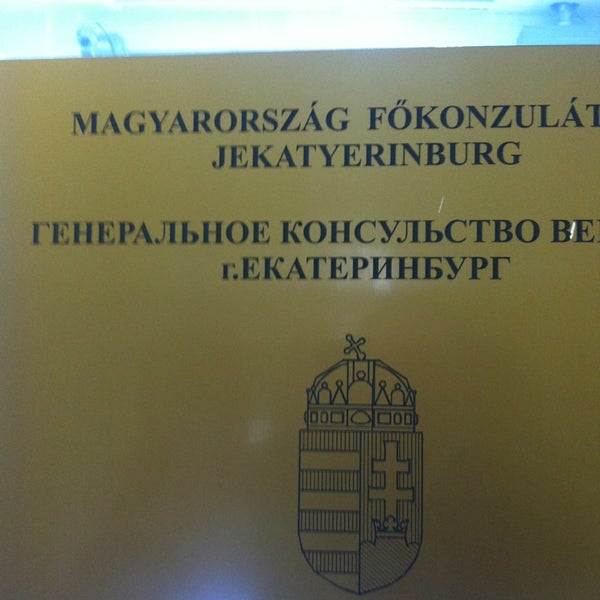 MAGYARORSZÁG FŐKONZULÁT
JEKATYERINBURG
ГЕНЕРАЛЬНОЕ КОНСУЛЬСТВО ВЕ
г.ЕКАТЕРИНБУРГ